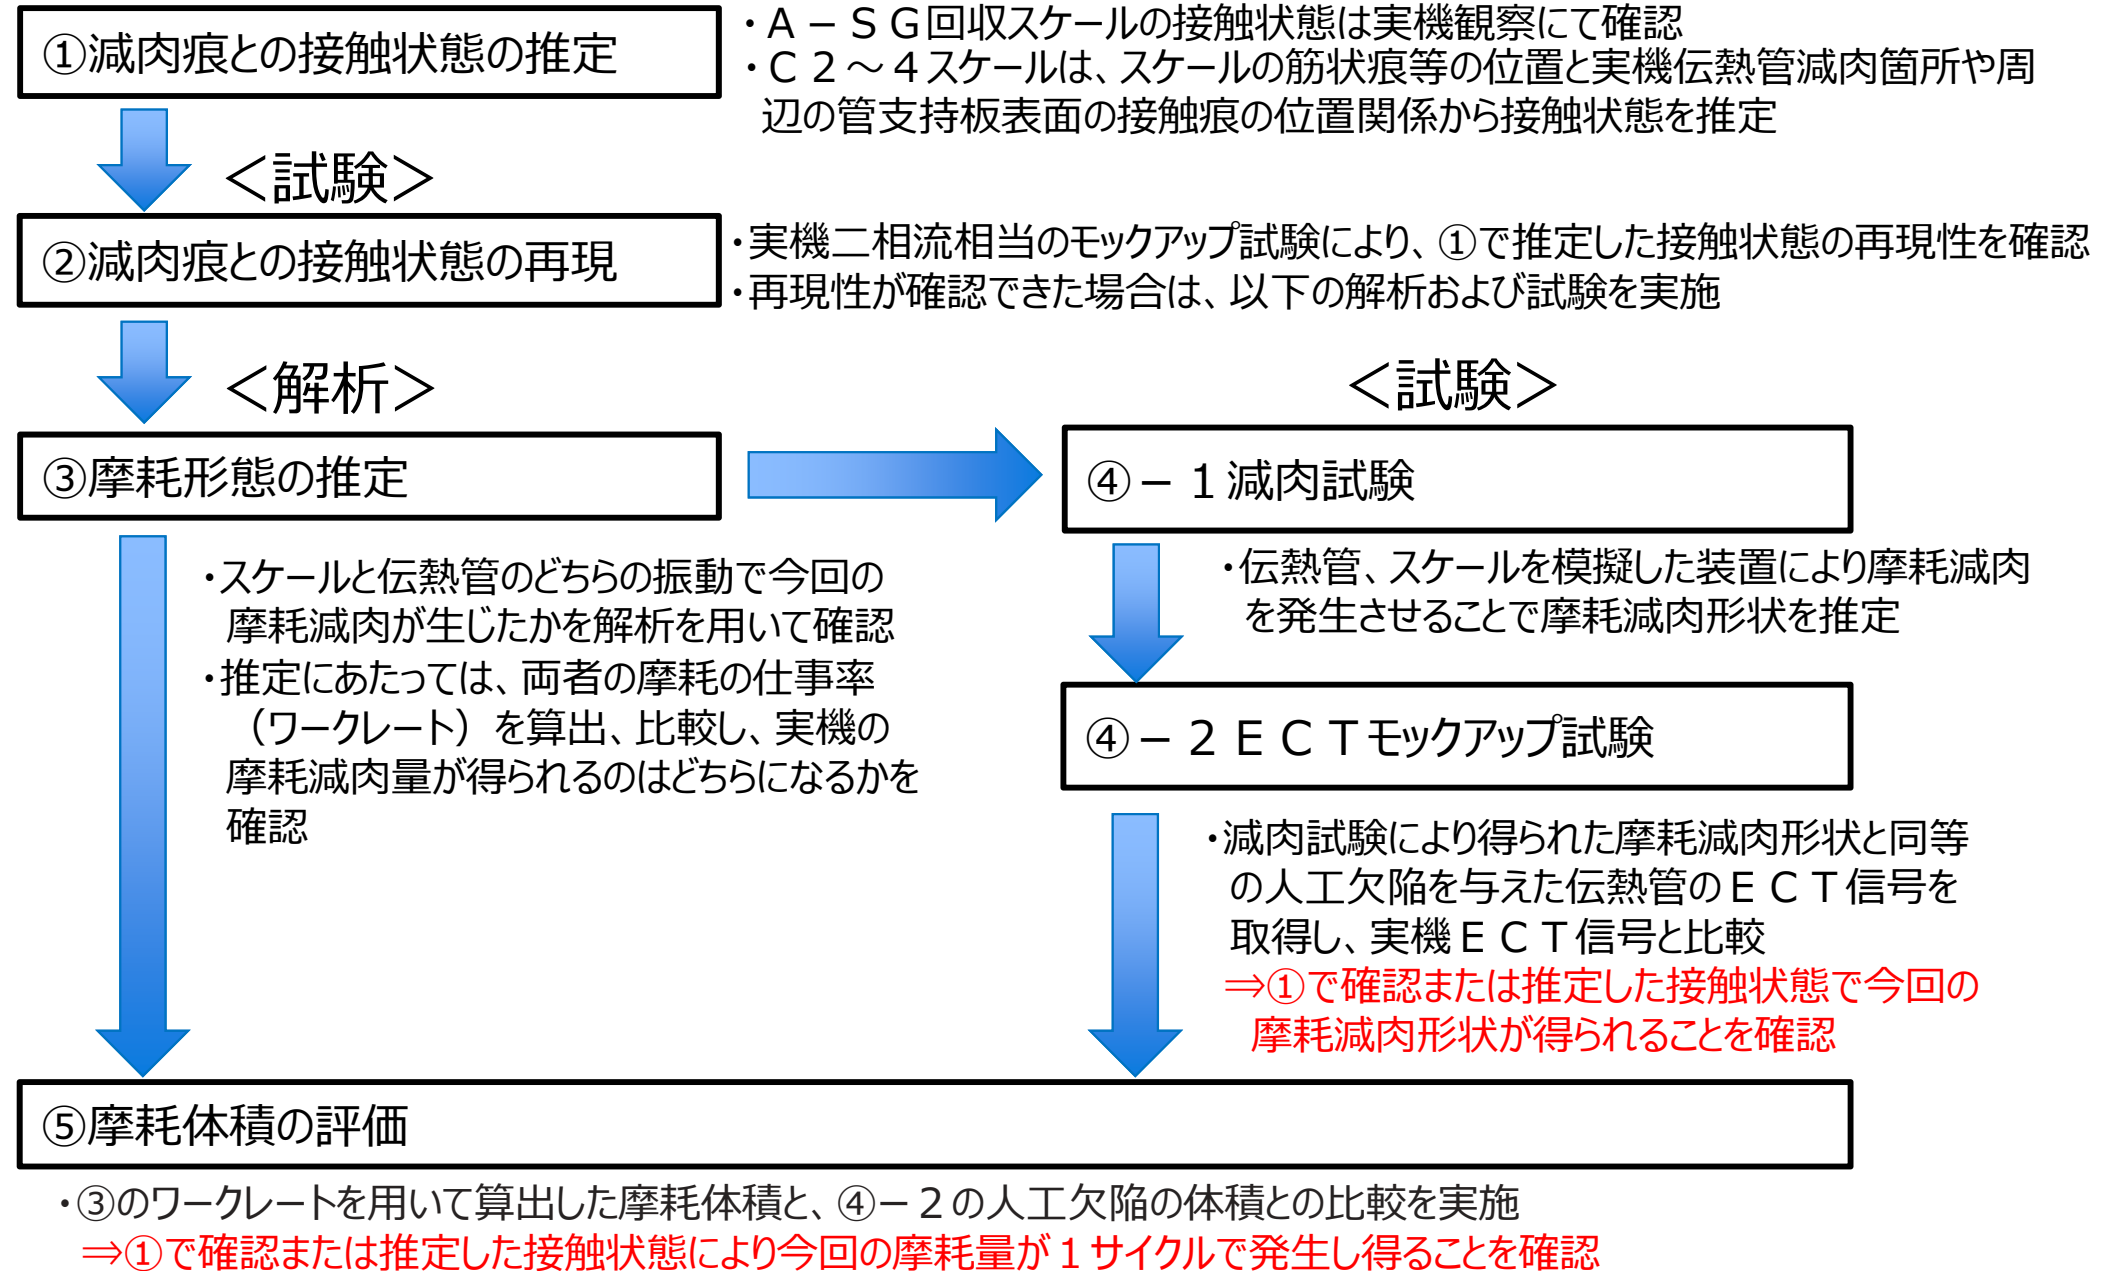 ①減肉痕との接触状態の推定
・Ａ－ＳＧ回収スケールの接触状態は実機観察にて確認
・Ｃ２～４スケールは、スケールの筋状痕等の位置と実機伝熱管減肉箇所や周
辺の管支持板表面の接触痕の位置関係から接触状態を推定
＜試験＞
②減肉痕との接触状態の再現
・実機二相流相当のモックアップ試験により、①で推定した接触状態の再現性を確認
・再現性が確認できた場合は、以下の解析および試験を実施
＜解析＞
③摩耗形態の推定
・スケールと伝熱管のどちらの振動で今回の
摩耗減肉が生じたかを解析を用いて確認
・推定にあたっては、両者の摩耗の仕事率
（ワークレート）を算出、比較し、実機の
摩耗減肉量が得られるのはどちらになるかを
確認
＜試験＞
④－１減肉試験
・伝熱管、スケールを模擬した装置により摩耗減肉
を発生させることで摩耗減肉形状を推定
④－２ＥＣＴモックアップ試験
・減肉試験により得られた摩耗減肉形状と同等
の人工欠陥を与えた伝熱管のＥＣＴ信号を
取得し、実機ＥＣＴ信号と比較
⇒①で確認または推定した接触状態で今回の
摩耗減肉形状が得られることを確認
⑤摩耗体積の評価
・③のワークレートを用いて算出した摩耗体積と、④－２の人工欠陥の体積との比較を実施
⇒①で確認または推定した接触状態により今回の摩耗量が１サイクルで発生し得ることを確認